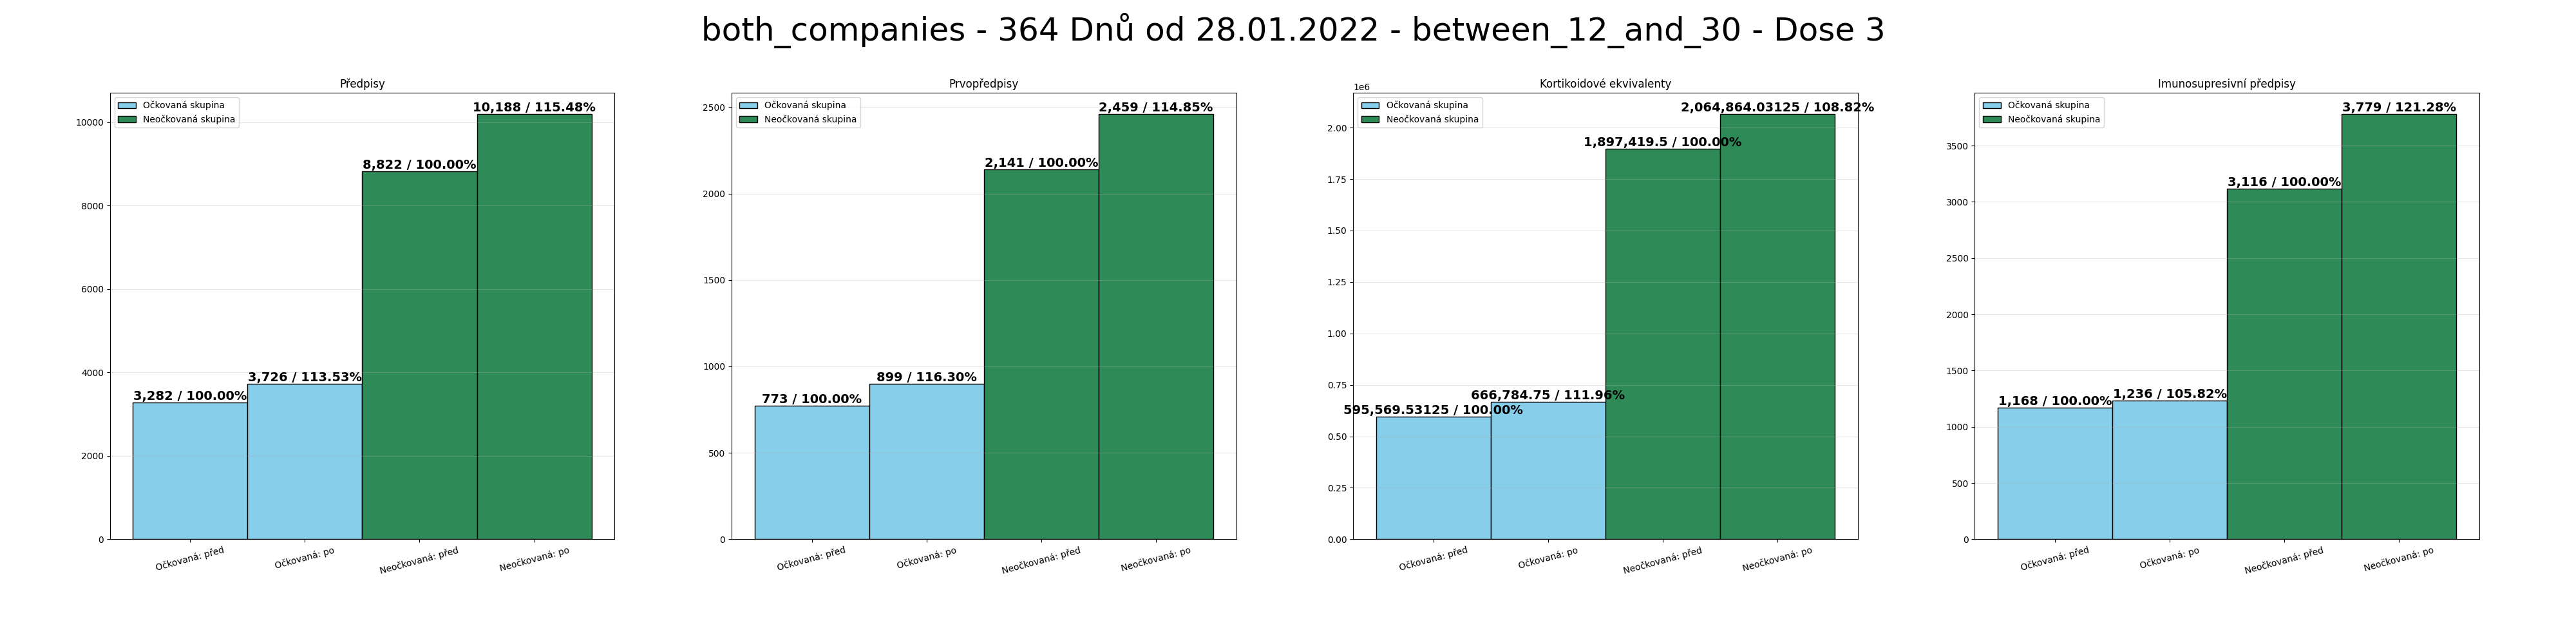 both_companies - 364 Dnů od 28.01.2022 - between_12_and_30 - Dose 3
Předpisy
Očkovaná skupina
Neočkovaná skupina
10,188 / 115.48%
8,822 / 100.00%
3,726 / 113.53%
3,282 / 100.00%
10000
8000
6000
4000
2000
0
Očkovaná: před
Očkovaná: po
Neočkovaná: před
Neočkovaná: po
Prvopředpisy
Očkovaná skupina
Neočkovaná skupina
2,459 / 114.85%
2,141 / 100.00%
899 / 116.30%
773 / 100.00%
2500
2000
1500
1000
500
0
Očkovaná: před
Očkovaná: po
Neočkovaná: před
Neočkovaná: po
Kortikoidové ekvivalenty
1e6
Očkovaná skupina
Neočkovaná skupina
2,064,864.03125 / 108.82%
1,897,419.5 / 100.00%
666,784.75 / 111.96%
595,569.53125 / 100.00%
2.00
1.75
1.50
1.25
1.00
0.75
0.50
0.25
0.00
Očkovaná: před
Očkovaná: po
Neočkovaná: před
Neočkovaná: po
Imunosupresivní předpisy
Očkovaná skupina
Neočkovaná skupina
3,779 / 121.28%
3,116 / 100.00%
1,236 / 105.82%
1,168 / 100.00%
3500
3000
2500
2000
1500
1000
500
0
Očkovaná: před
Očkovaná: po
Neočkovaná: před
Neočkovaná: po